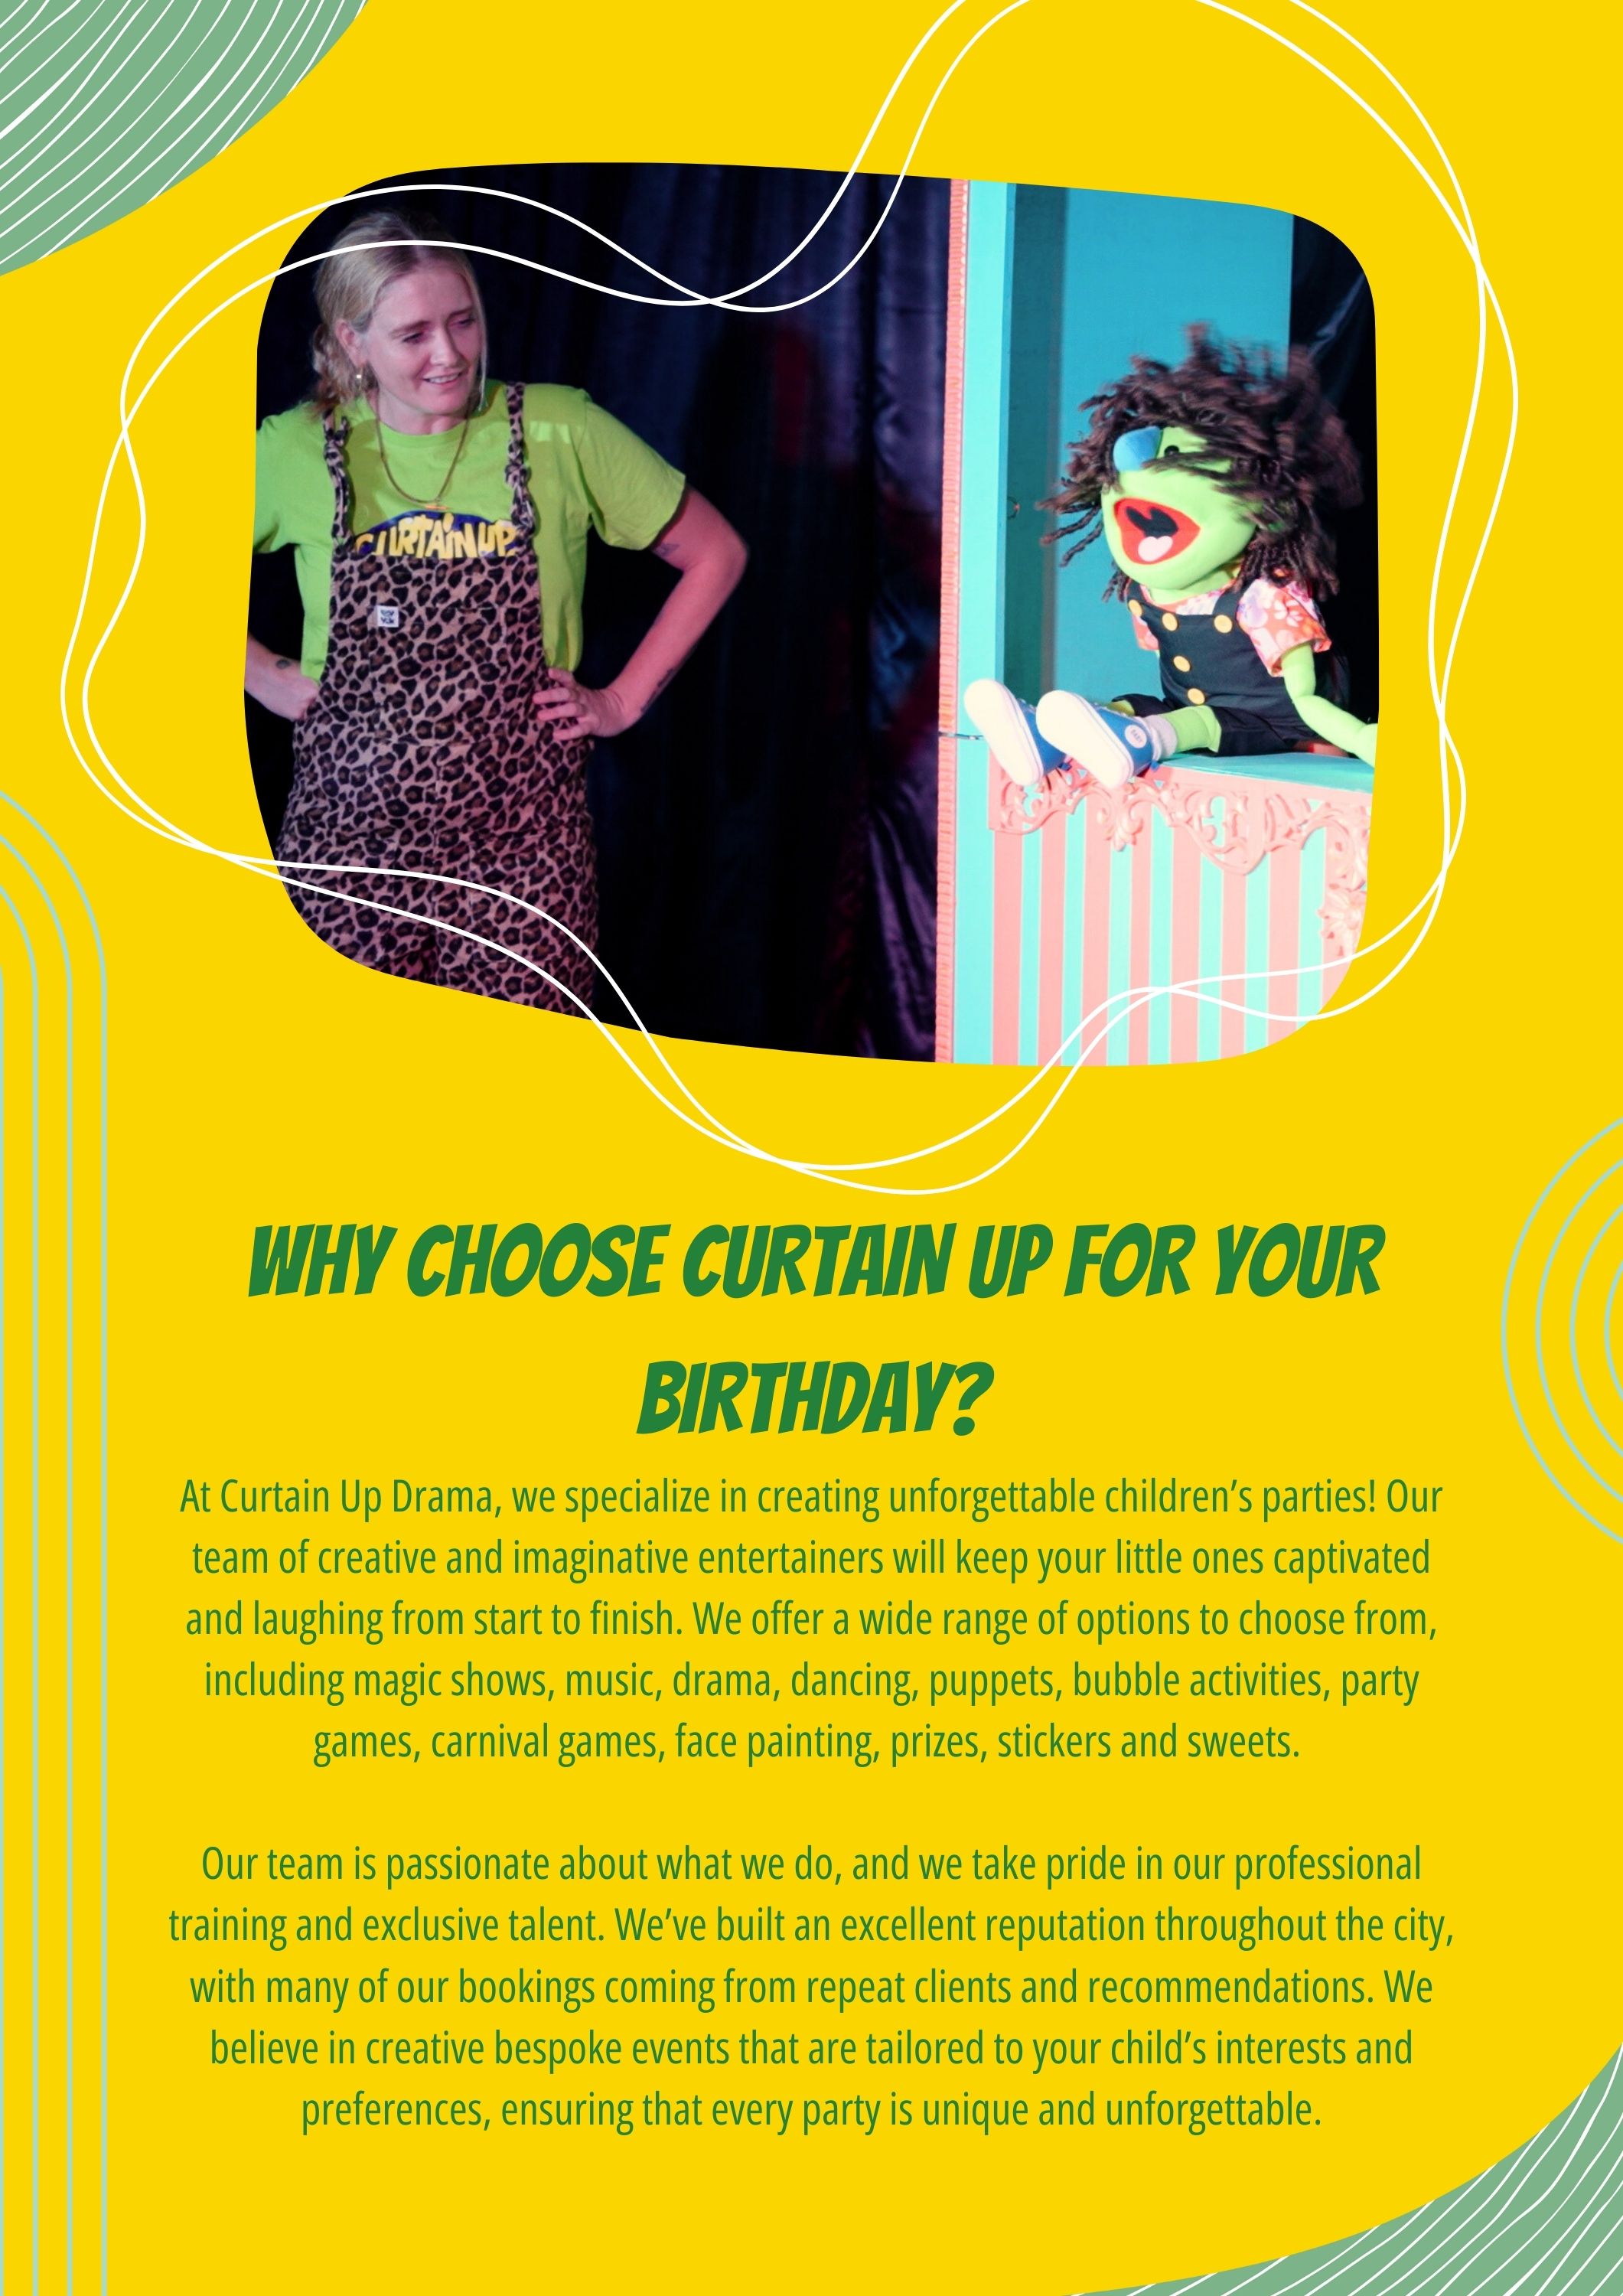 CURTAIN UP
WHY CHOOSE CURTAIN UP FOR YOUR
BIRTHDAY?
At Curtain Up Drama, we specialize in creating unforgettable children’s parties! Our
team of creative and imaginative entertainers will keep your little ones captivated
and laughing from start to finish. We offer a wide range of options to choose from,
including magic shows, music, drama, dancing, puppets, bubble activities, party
games, carnival games, face painting, prizes, stickers and sweets.
Our team is passionate about what we do, and we take pride in our professional
training and exclusive talent. We’ve built an excellent reputation throughout the city,
with many of our bookings coming from repeat clients and recommendations. We
believe in creative bespoke events that are tailored to your child’s interests and
preferences, ensuring that every party is unique and unforgettable.